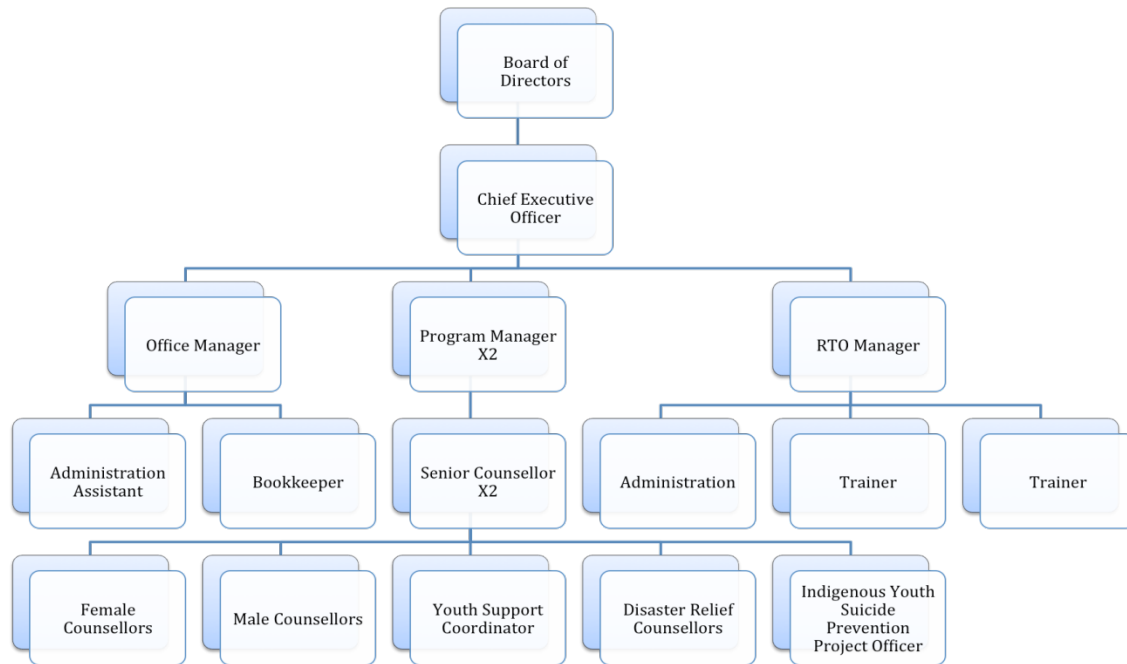 Board of
Directors
Chief Executive
Officer
Office Manager
Program Manager
X2
RTO Manager
Administration
Assistant
Bookkeeper
Senior Counsellor
X2
Administration
Trainer
Trainer
Female
Counsellors
Male Counsellors
Youth Support
Coordinator
Disaster Relief
Counsellors
Indigenous Youth
Suicide
Prevention
Project Officer